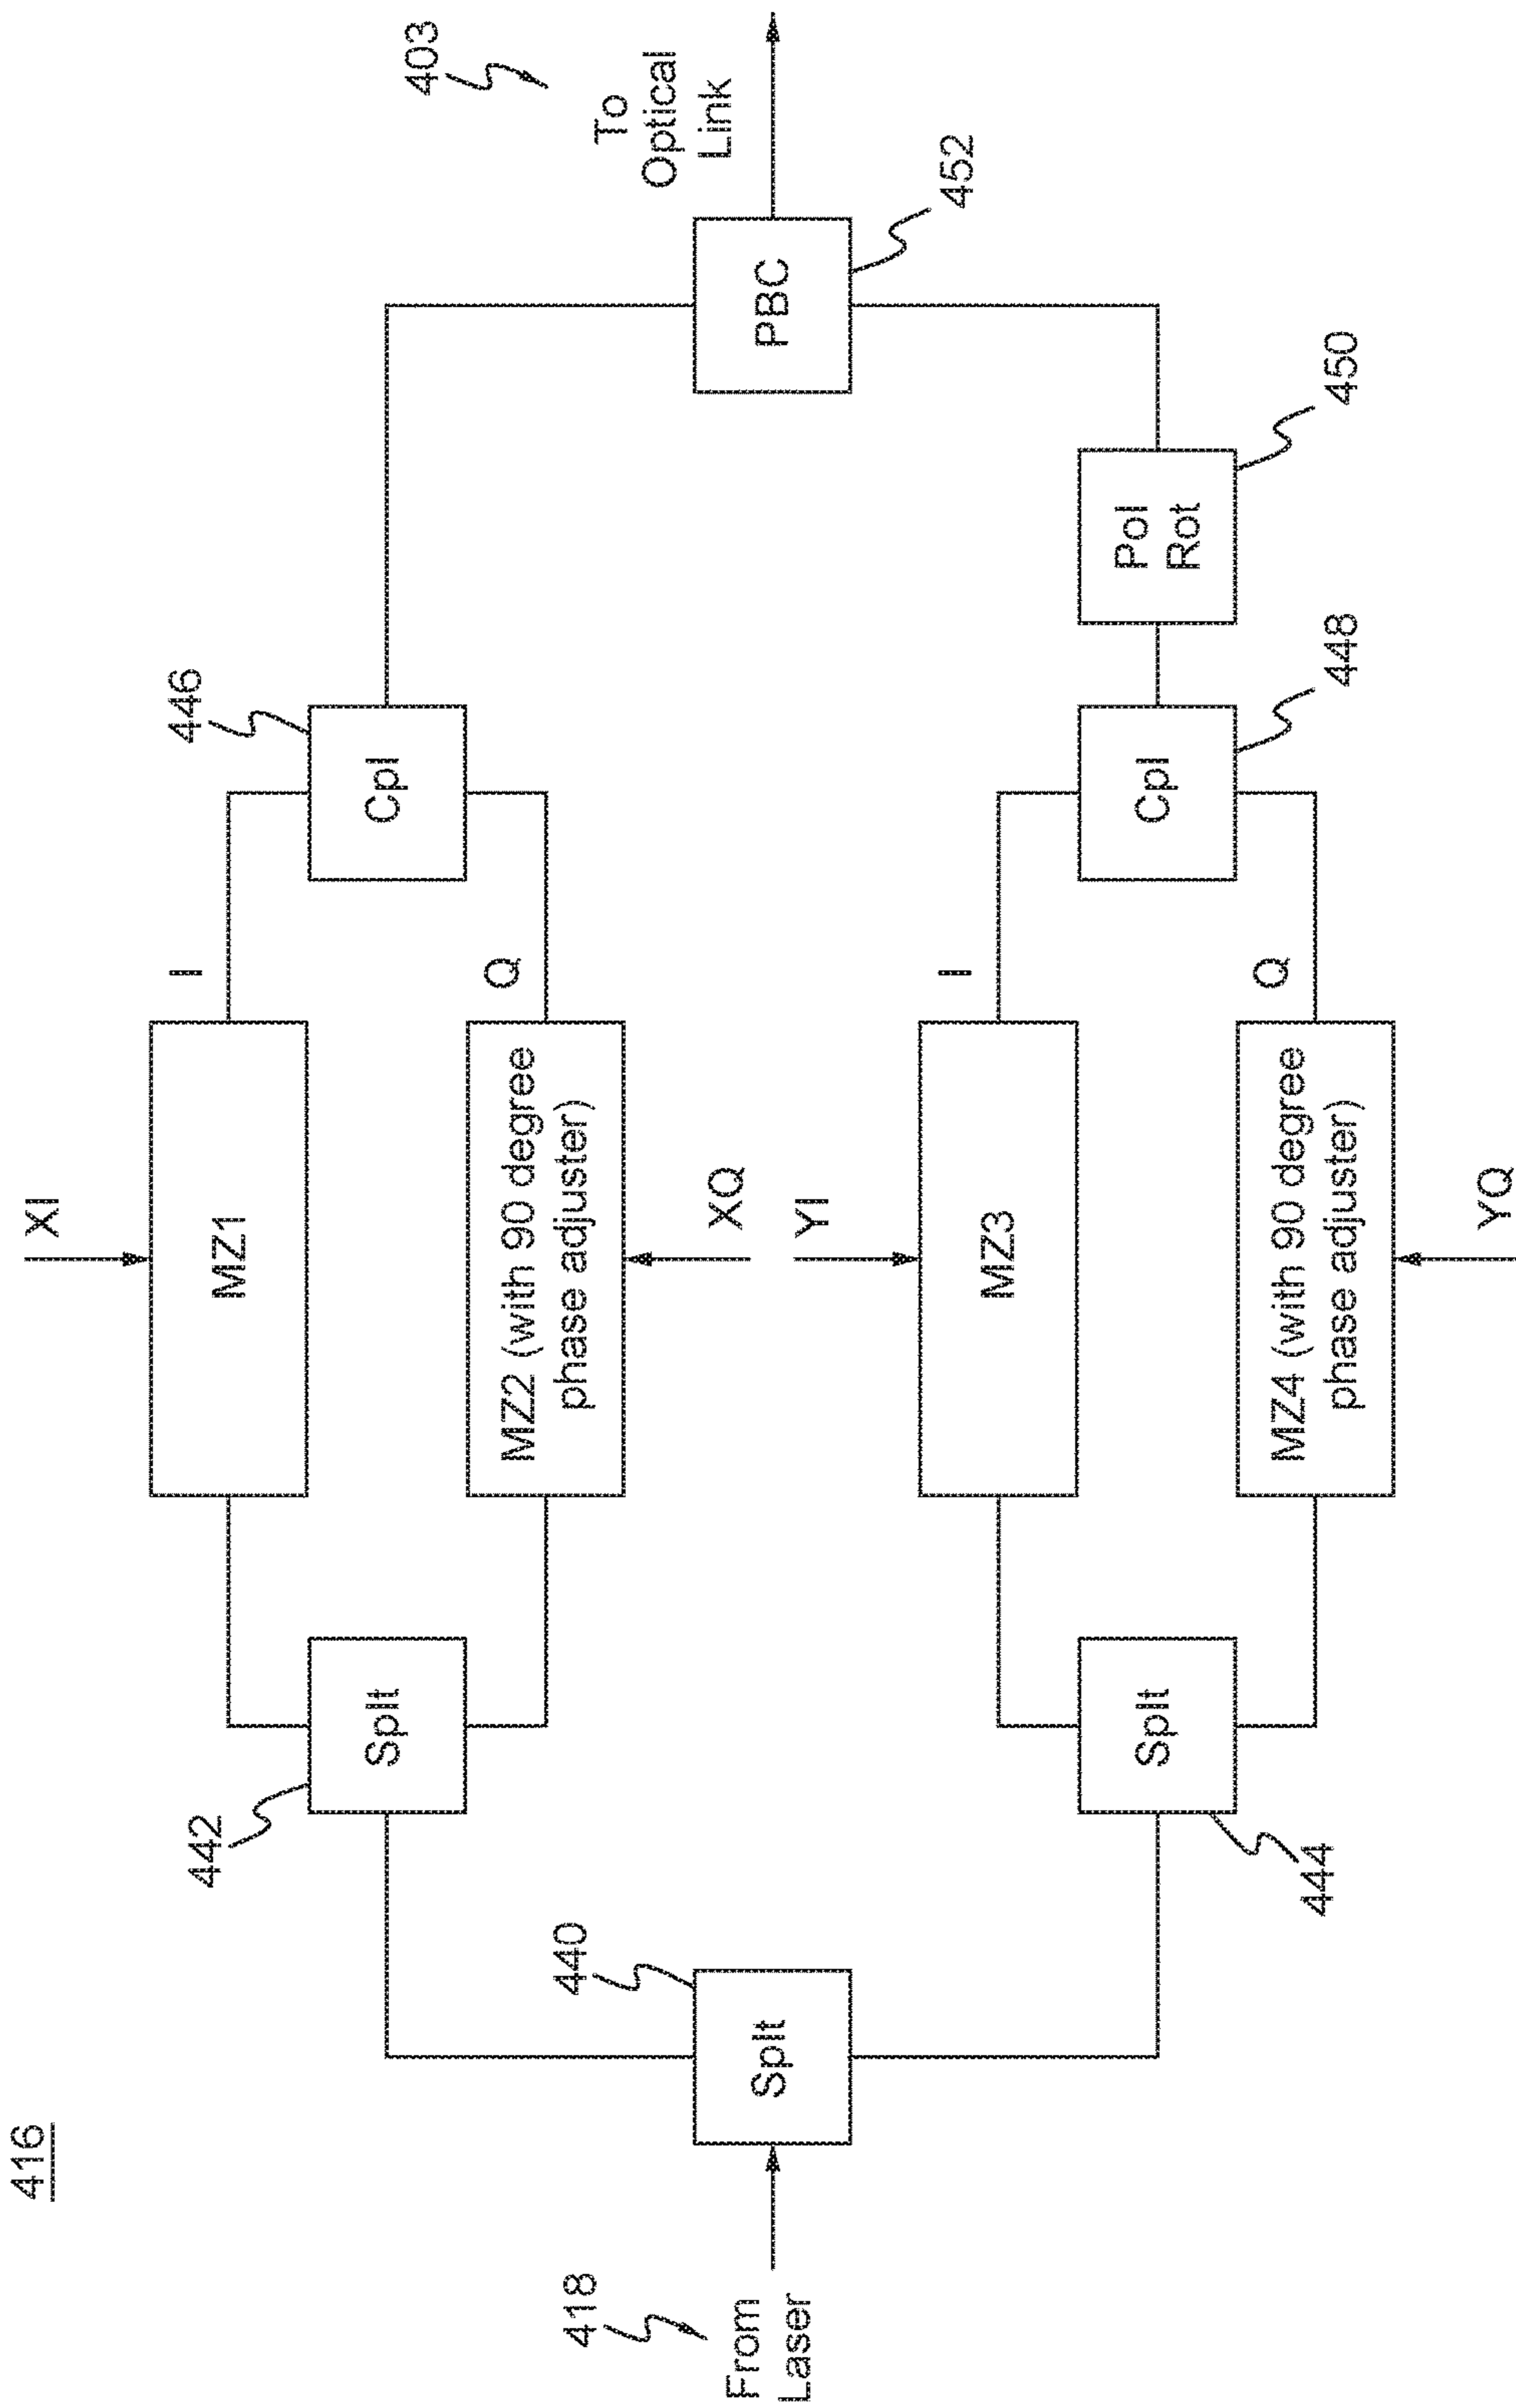 416
418
From
Laser
440
Splt
442
Splt
444
Splt
XI
MZ1
I
MZ2 (with 90 degree
phase adjuster)
Q
XQ
YI
MZ3
I
MZ4 (with 90 degree
phase adjuster)
Q
YQ
446
Cpl
448
Cpl
450
Pol
Rot
452
PBC
403
To
Optical
Link